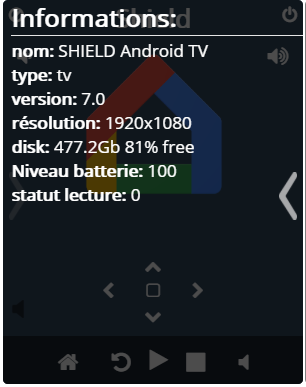 Informations:
nom: SHIELD Android TV
type: tv
version: 7.0
résolution: 1920x1080
disk: 477.2Gb 81% free
Niveau batterie: 100
statut lecture: 0